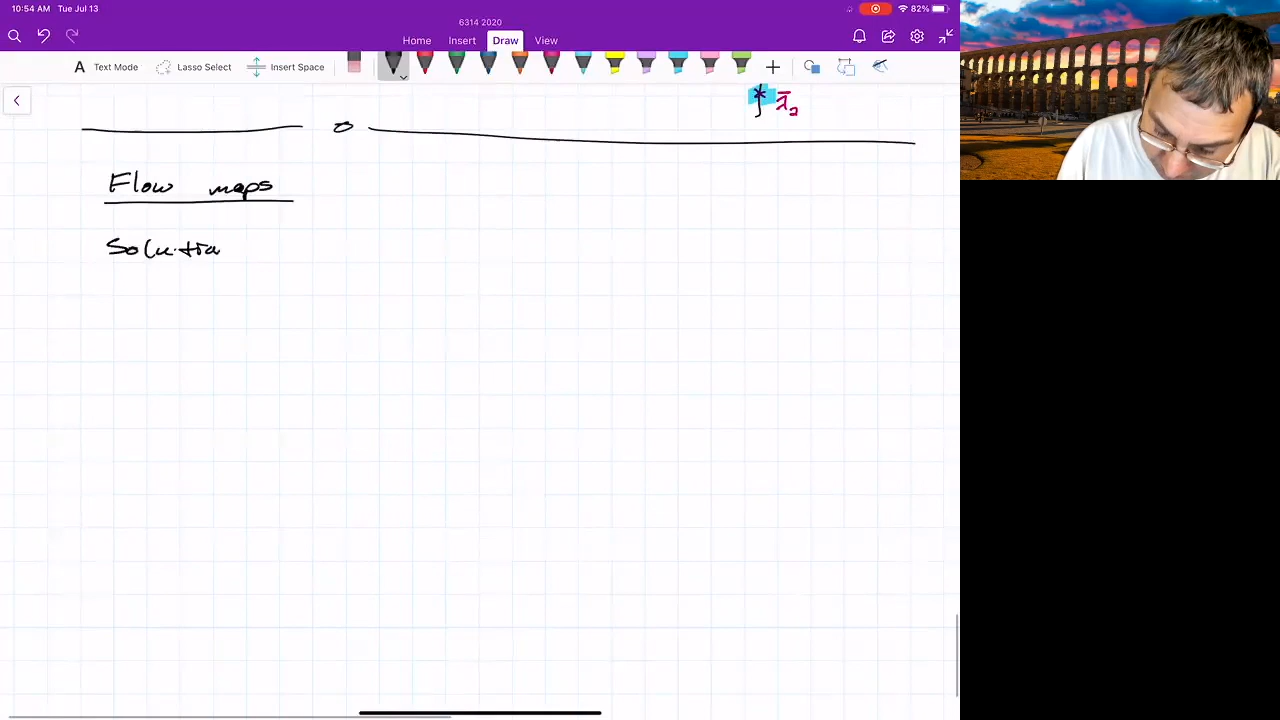 10:54 AM Tue Jul 13
82%
6314 2020
Home Insert Draw View
A Text Mode Lasso Select Insert Space
λ̄₂
Flow maps
Solutio